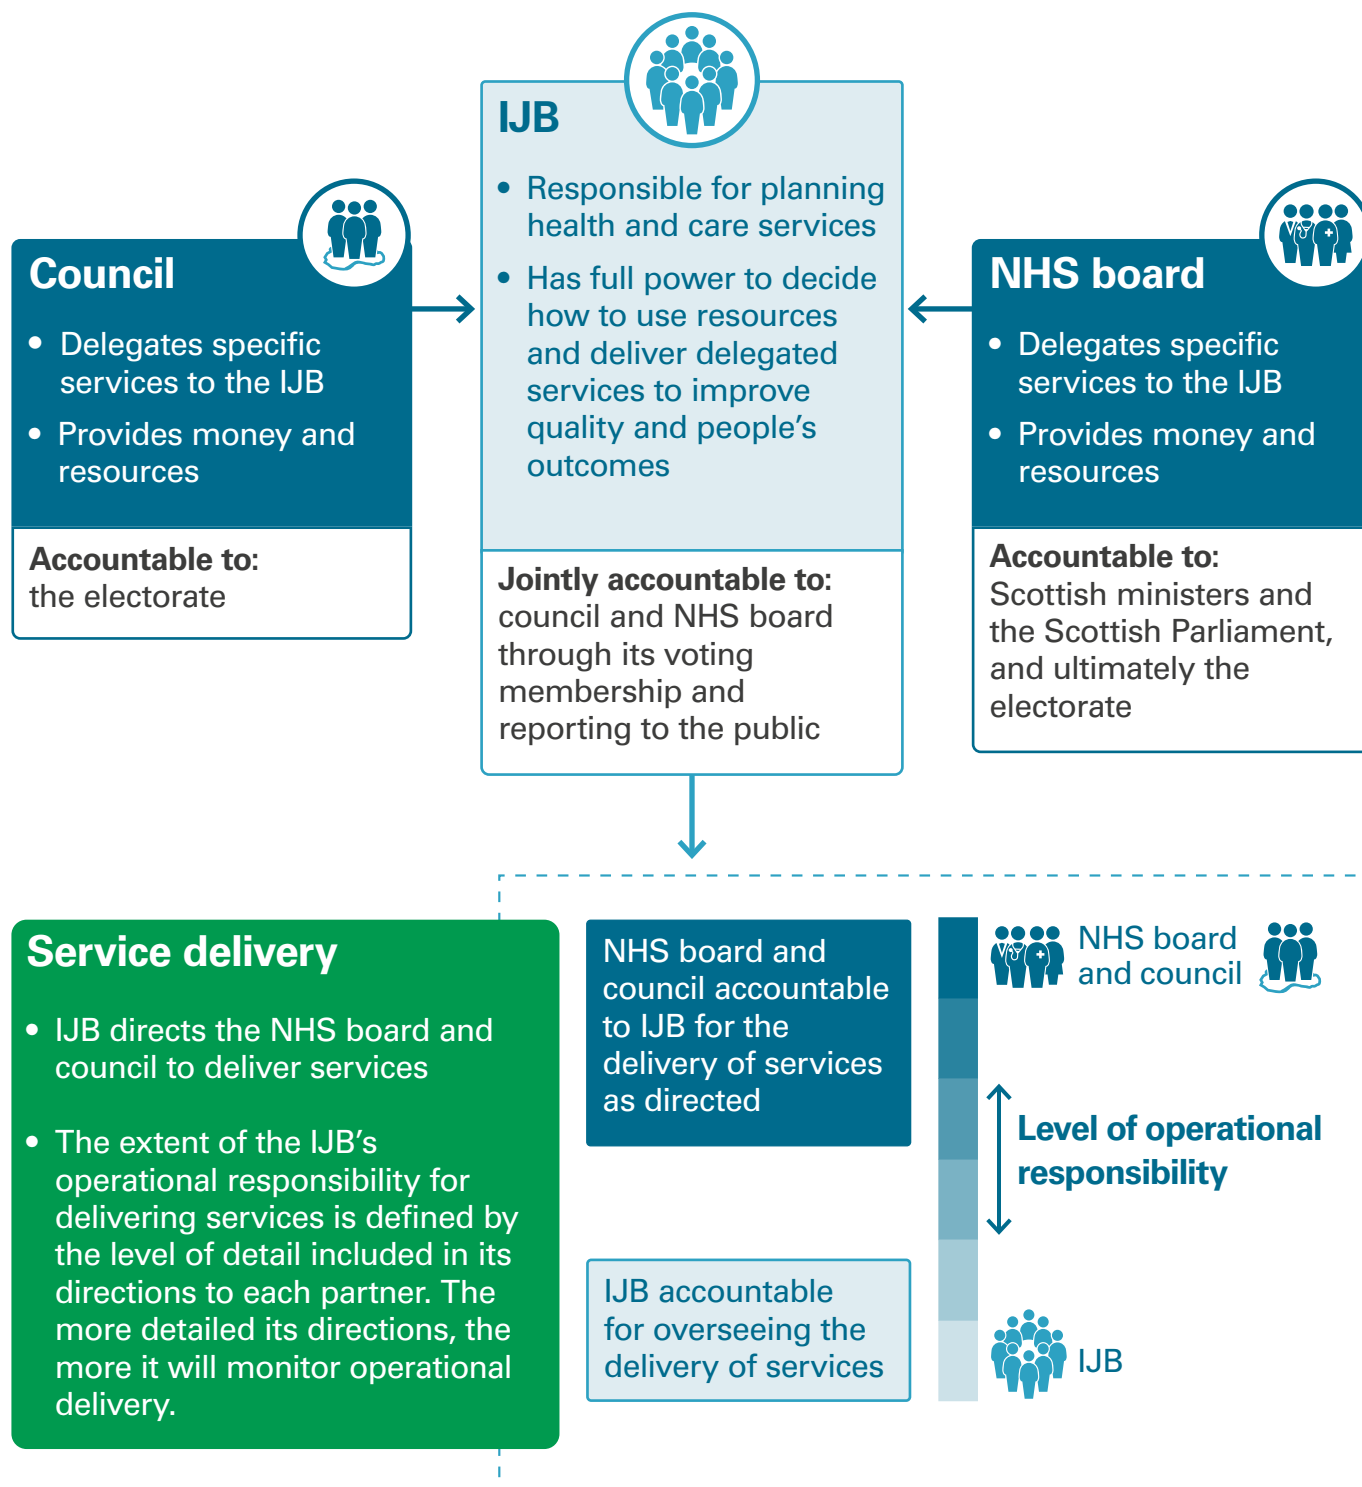 IJB
• Responsible for planning
health and care services
• Has full power to decide
how to use resources
and deliver delegated
services to improve
quality and people’s
outcomes
Jointly accountable to:
council and NHS board
through its voting
membership and
reporting to the public
Council
• Delegates specific
services to the IJB
• Provides money and
resources
Accountable to:
the electorate
NHS board
• Delegates specific
services to the IJB
• Provides money and
resources
Accountable to:
Scottish ministers and
the Scottish Parliament,
and ultimately the
electorate
Service delivery
• IJB directs the NHS board and
council to deliver services
• The extent of the IJB’s
operational responsibility for
delivering services is defined by
the level of detail included in its
directions to each partner. The
more detailed its directions, the
more it will monitor operational
delivery.
NHS board and
council accountable
to IJB for the
delivery of services
as directed
IJB accountable
for overseeing the
delivery of services
NHS board
and council
Level of operational
responsibility
IJB